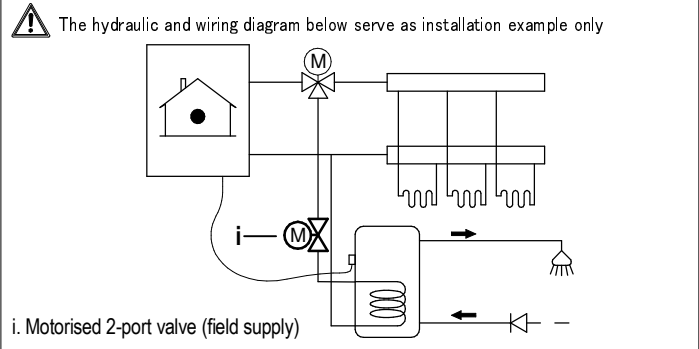 The hydraulic and wiring diagram below serve as installation example only
M
i
M
i. Motorised 2-port valve (field supply)